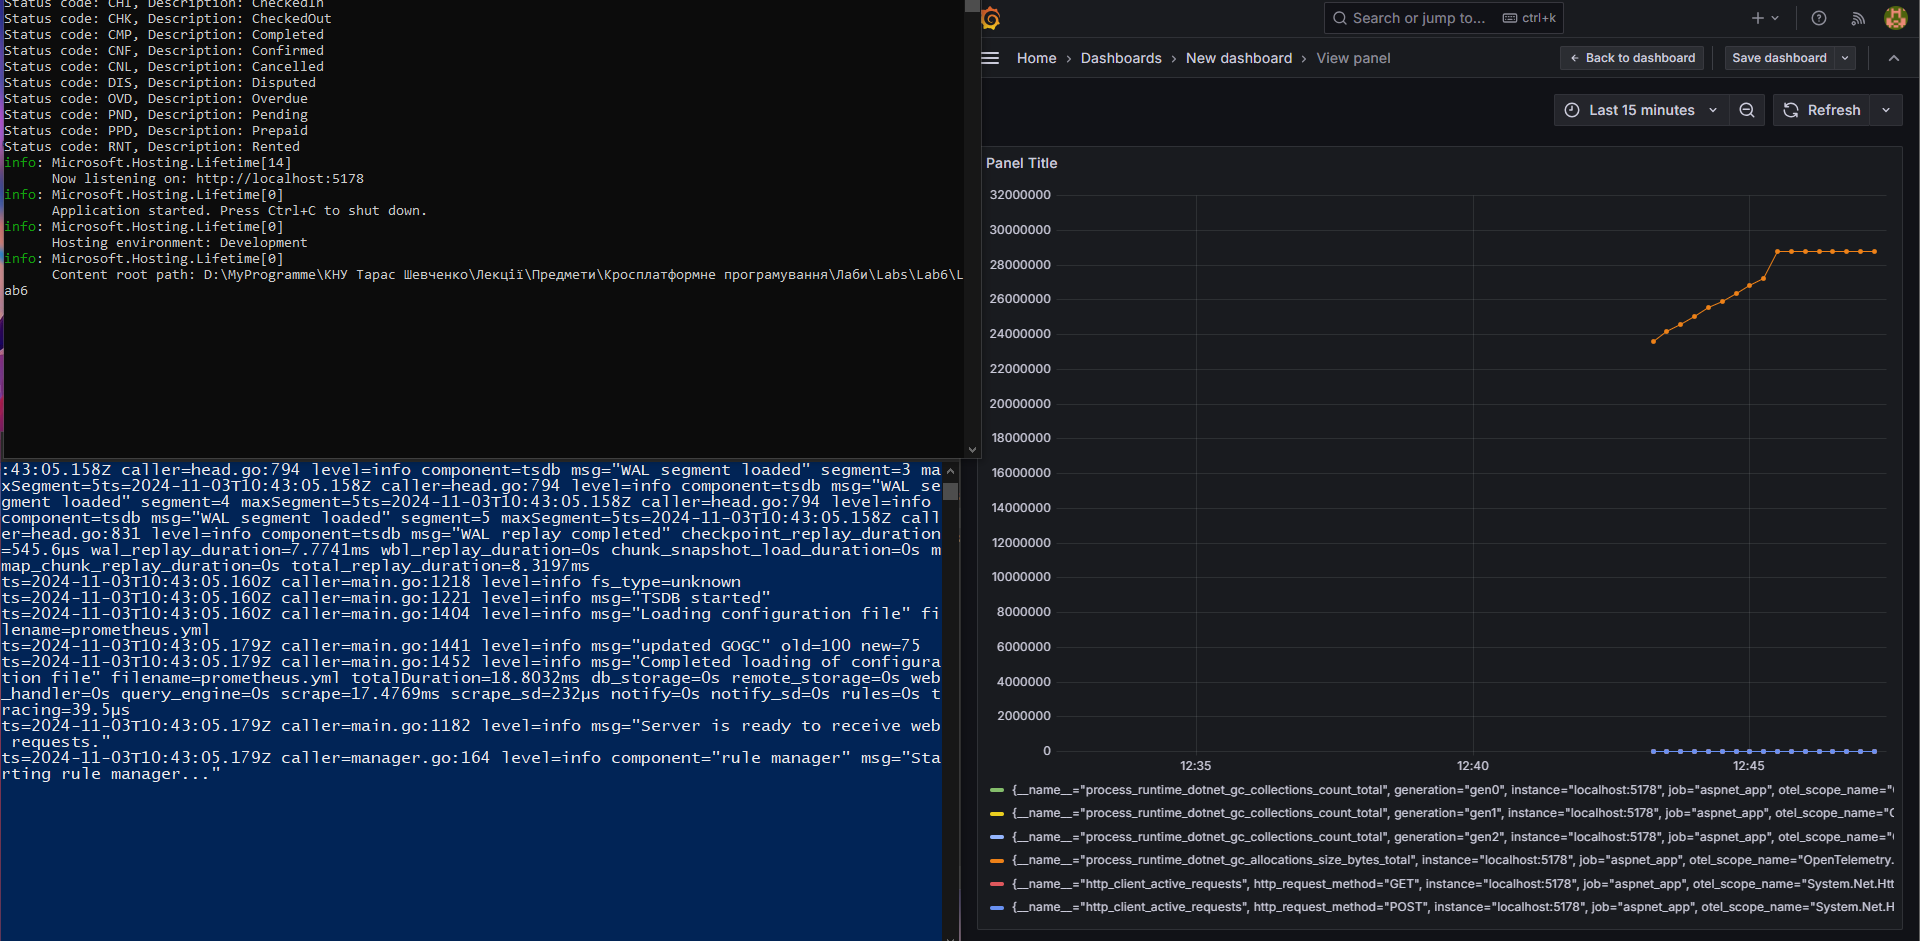 Status code: CHI, Description: CheckedIn
Status code: CHK, Description: CheckedOut
Status code: CMP, Description: Completed
Status code: CNF, Description: Confirmed
Status code: CNL, Description: Cancelled
Status code: DIS, Description: Disputed
Status code: OVD, Description: Overdue
Status code: PND, Description: Pending
Status code: PPD, Description: Prepaid
Status code: RNT, Description: Rented
info: Microsoft.Hosting.Lifetime[14]
Now listening on: http://localhost:5178
info: Microsoft.Hosting.Lifetime[0]
Application started. Press Ctrl+C to shut down.
info: Microsoft.Hosting.Lifetime[0]
Hosting environment: Development
info: Microsoft.Hosting.Lifetime[0]
Content root path: D:\MyProgramme\КНУ Тарас Шевченко\Лекції\Предмети\Кросплатформне програмування\Лаби\Labs\Lab6\L
ab6
:43:05.158Z caller=head.go:794 level=info component=tsdb msg="WAL segment loaded" segment=3 ma
xSegment=5ts=2024-11-03T10:43:05.158Z caller=head.go:794 level=info component=tsdb msg="WAL se
gment loaded" segment=4 maxSegment=5ts=2024-11-03T10:43:05.158Z caller=head.go:794 level=info
component=tsdb msg="WAL segment loaded" segment=5 maxSegment=5ts=2024-11-03T10:43:05.158Z call
er=head.go:831 level=info component=tsdb msg="WAL replay completed" checkpoint_replay_duration
=545.6µs wal_replay_duration=7.7741ms wbl_replay_duration=0s chunk_snapshot_load_duration=0s m
map_chunk_replay_duration=0s total_replay_duration=8.3197ms
ts=2024-11-03T10:43:05.160Z caller=main.go:1218 level=info fs_type=unknown
ts=2024-11-03T10:43:05.160Z caller=main.go:1221 level=info msg="TSDB started"
ts=2024-11-03T10:43:05.160Z caller=main.go:1404 level=info msg="Loading configuration file" fi
lename=prometheus.yml
ts=2024-11-03T10:43:05.179Z caller=main.go:1441 level=info msg="updated GOGC" old=100 new=75
ts=2024-11-03T10:43:05.179Z caller=main.go:1452 level=info msg="Completed loading of configura
tion file" filename=prometheus.yml totalDuration=18.8032ms db_storage=0s remote_storage=0s web
_handler=0s query_engine=0s scrape=17.4769ms scrape_sd=232µs notify=0s notify_sd=0s rules=0s t
racing=39.5µs
ts=2024-11-03T10:43:05.179Z caller=main.go:1182 level=info msg="Server is ready to receive web
requests."
ts=2024-11-03T10:43:05.179Z caller=manager.go:164 level=info component="rule manager" msg="Sta
rting rule manager..."
Search or jump to... ctrl+k
Home › Dashboards › New dashboard › View panel
← Back to dashboard
Save dashboard
Last 15 minutes
Refresh
Panel Title
32000000
30000000
28000000
26000000
24000000
22000000
20000000
18000000
16000000
14000000
12000000
10000000
8000000
6000000
4000000
2000000
0
12:35 12:40 12:45
{__name__="process_runtime_dotnet_gc_collections_count_total", generation="gen0", instance="localhost:5178", job="aspnet_app", otel_scope_name="
{__name__="process_runtime_dotnet_gc_collections_count_total", generation="gen1", instance="localhost:5178", job="aspnet_app", otel_scope_name="
{__name__="process_runtime_dotnet_gc_collections_count_total", generation="gen2", instance="localhost:5178", job="aspnet_app", otel_scope_name="
{__name__="process_runtime_dotnet_gc_allocations_size_bytes_total", instance="localhost:5178", job="aspnet_app", otel_scope_name="OpenTelemetry.
{__name__="http_client_active_requests", http_request_method="GET", instance="localhost:5178", job="aspnet_app", otel_scope_name="System.Net.Htt
{__name__="http_client_active_requests", http_request_method="POST", instance="localhost:5178", job="aspnet_app", otel_scope_name="System.Net.H